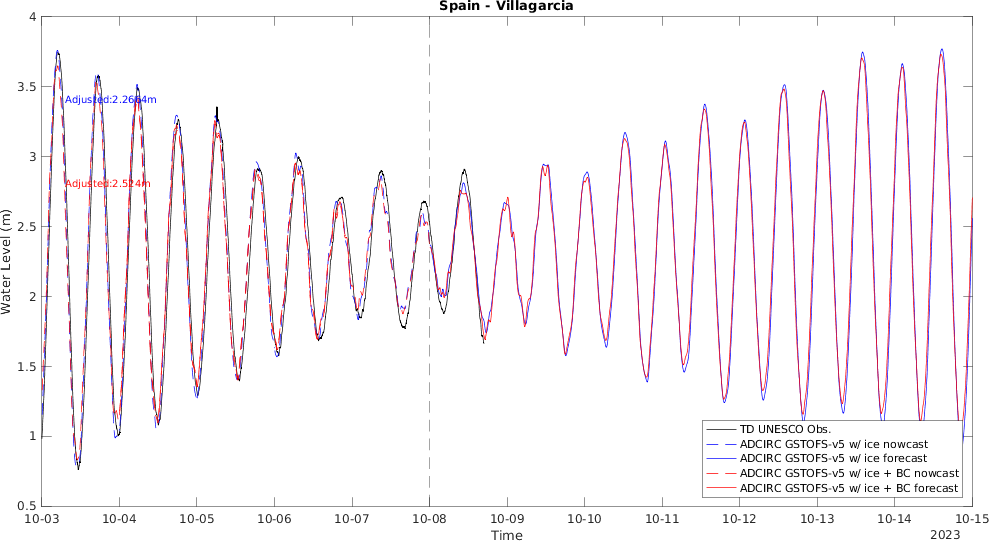 Spain - Villagarcia
4
3.5
3
2.5
2
1.5
1
0.5
Water Level (m)
Adjusted:2.2664m
Adjusted:2.524m
TD UNESCO Obs.
ADCIRC GSTOFS-v5 w/ ice nowcast
ADCIRC GSTOFS-v5 w/ ice forecast
ADCIRC GSTOFS-v5 w/ ice + BC nowcast
ADCIRC GSTOFS-v5 w/ ice + BC forecast
10-03 10-04 10-05 10-06 10-07 10-08 10-09 10-10 10-11 10-12 10-13 10-14 10-15
Time
2023